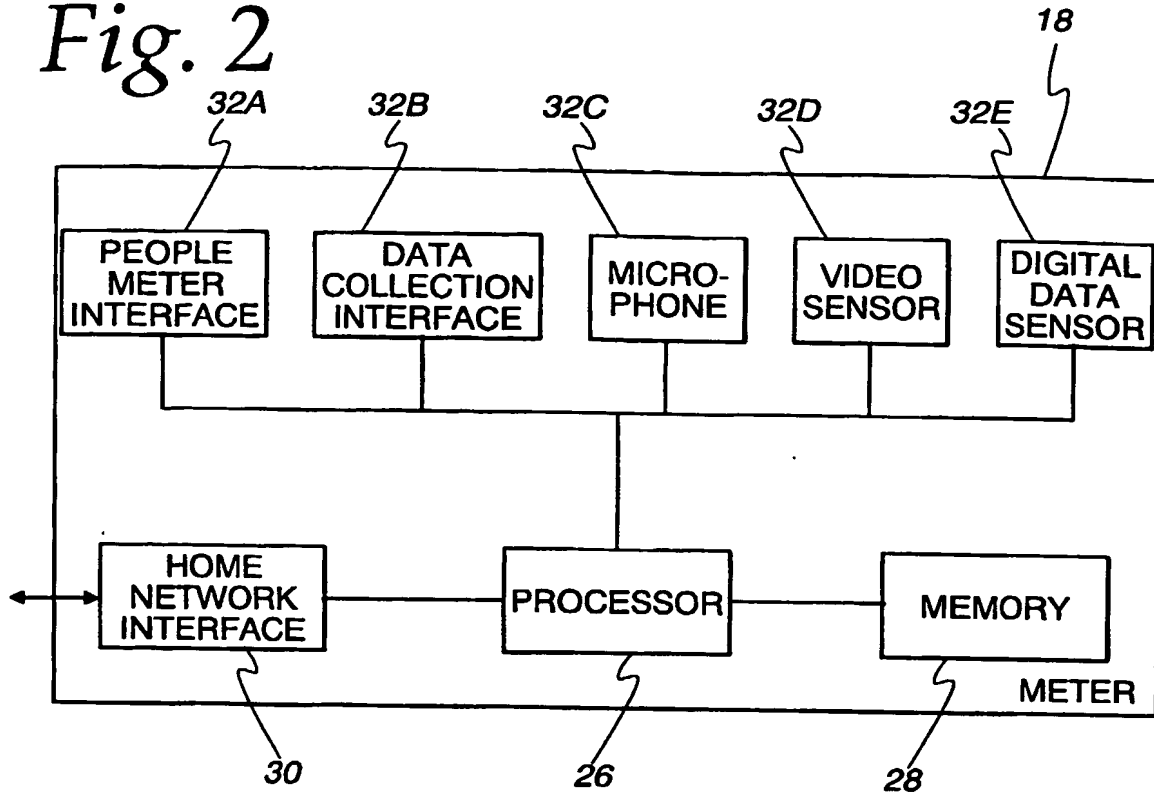 Fig. 2
18
32A
32B
32C
32D
32E
PEOPLE
METER
INTERFACE
DATA
COLLECTION
INTERFACE
MICRO-
PHONE
VIDEO
SENSOR
DIGITAL
DATA
SENSOR
HOME
NETWORK
INTERFACE
PROCESSOR
MEMORY
METER
30
26
28